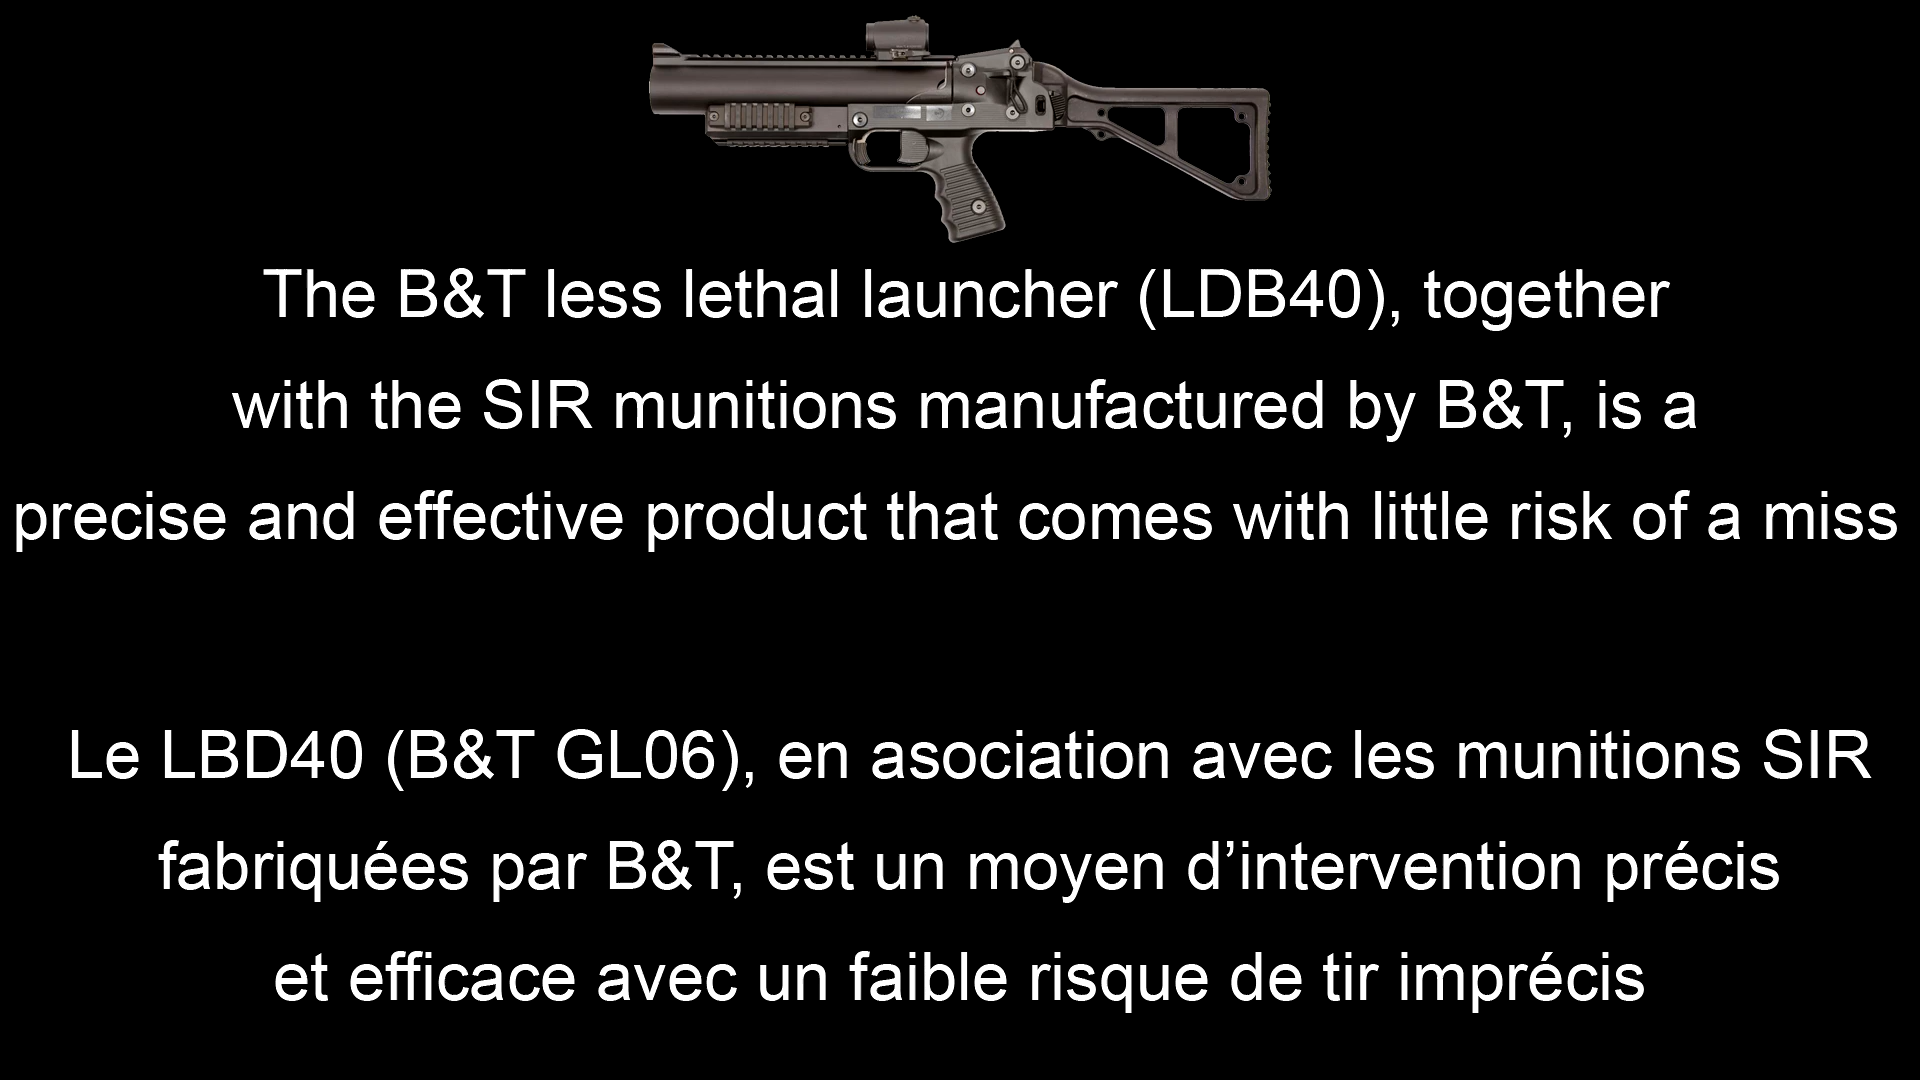 The B&T less lethal launcher (LDB40), together
with the SIR munitions manufactured by B&T, is a
precise and effective product that comes with little risk of a miss
Le LBD40 (B&T GL06), en asociation avec les munitions SIR
fabriquées par B&T, est un moyen d’intervention précis
et efficace avec un faible risque de tir imprécis